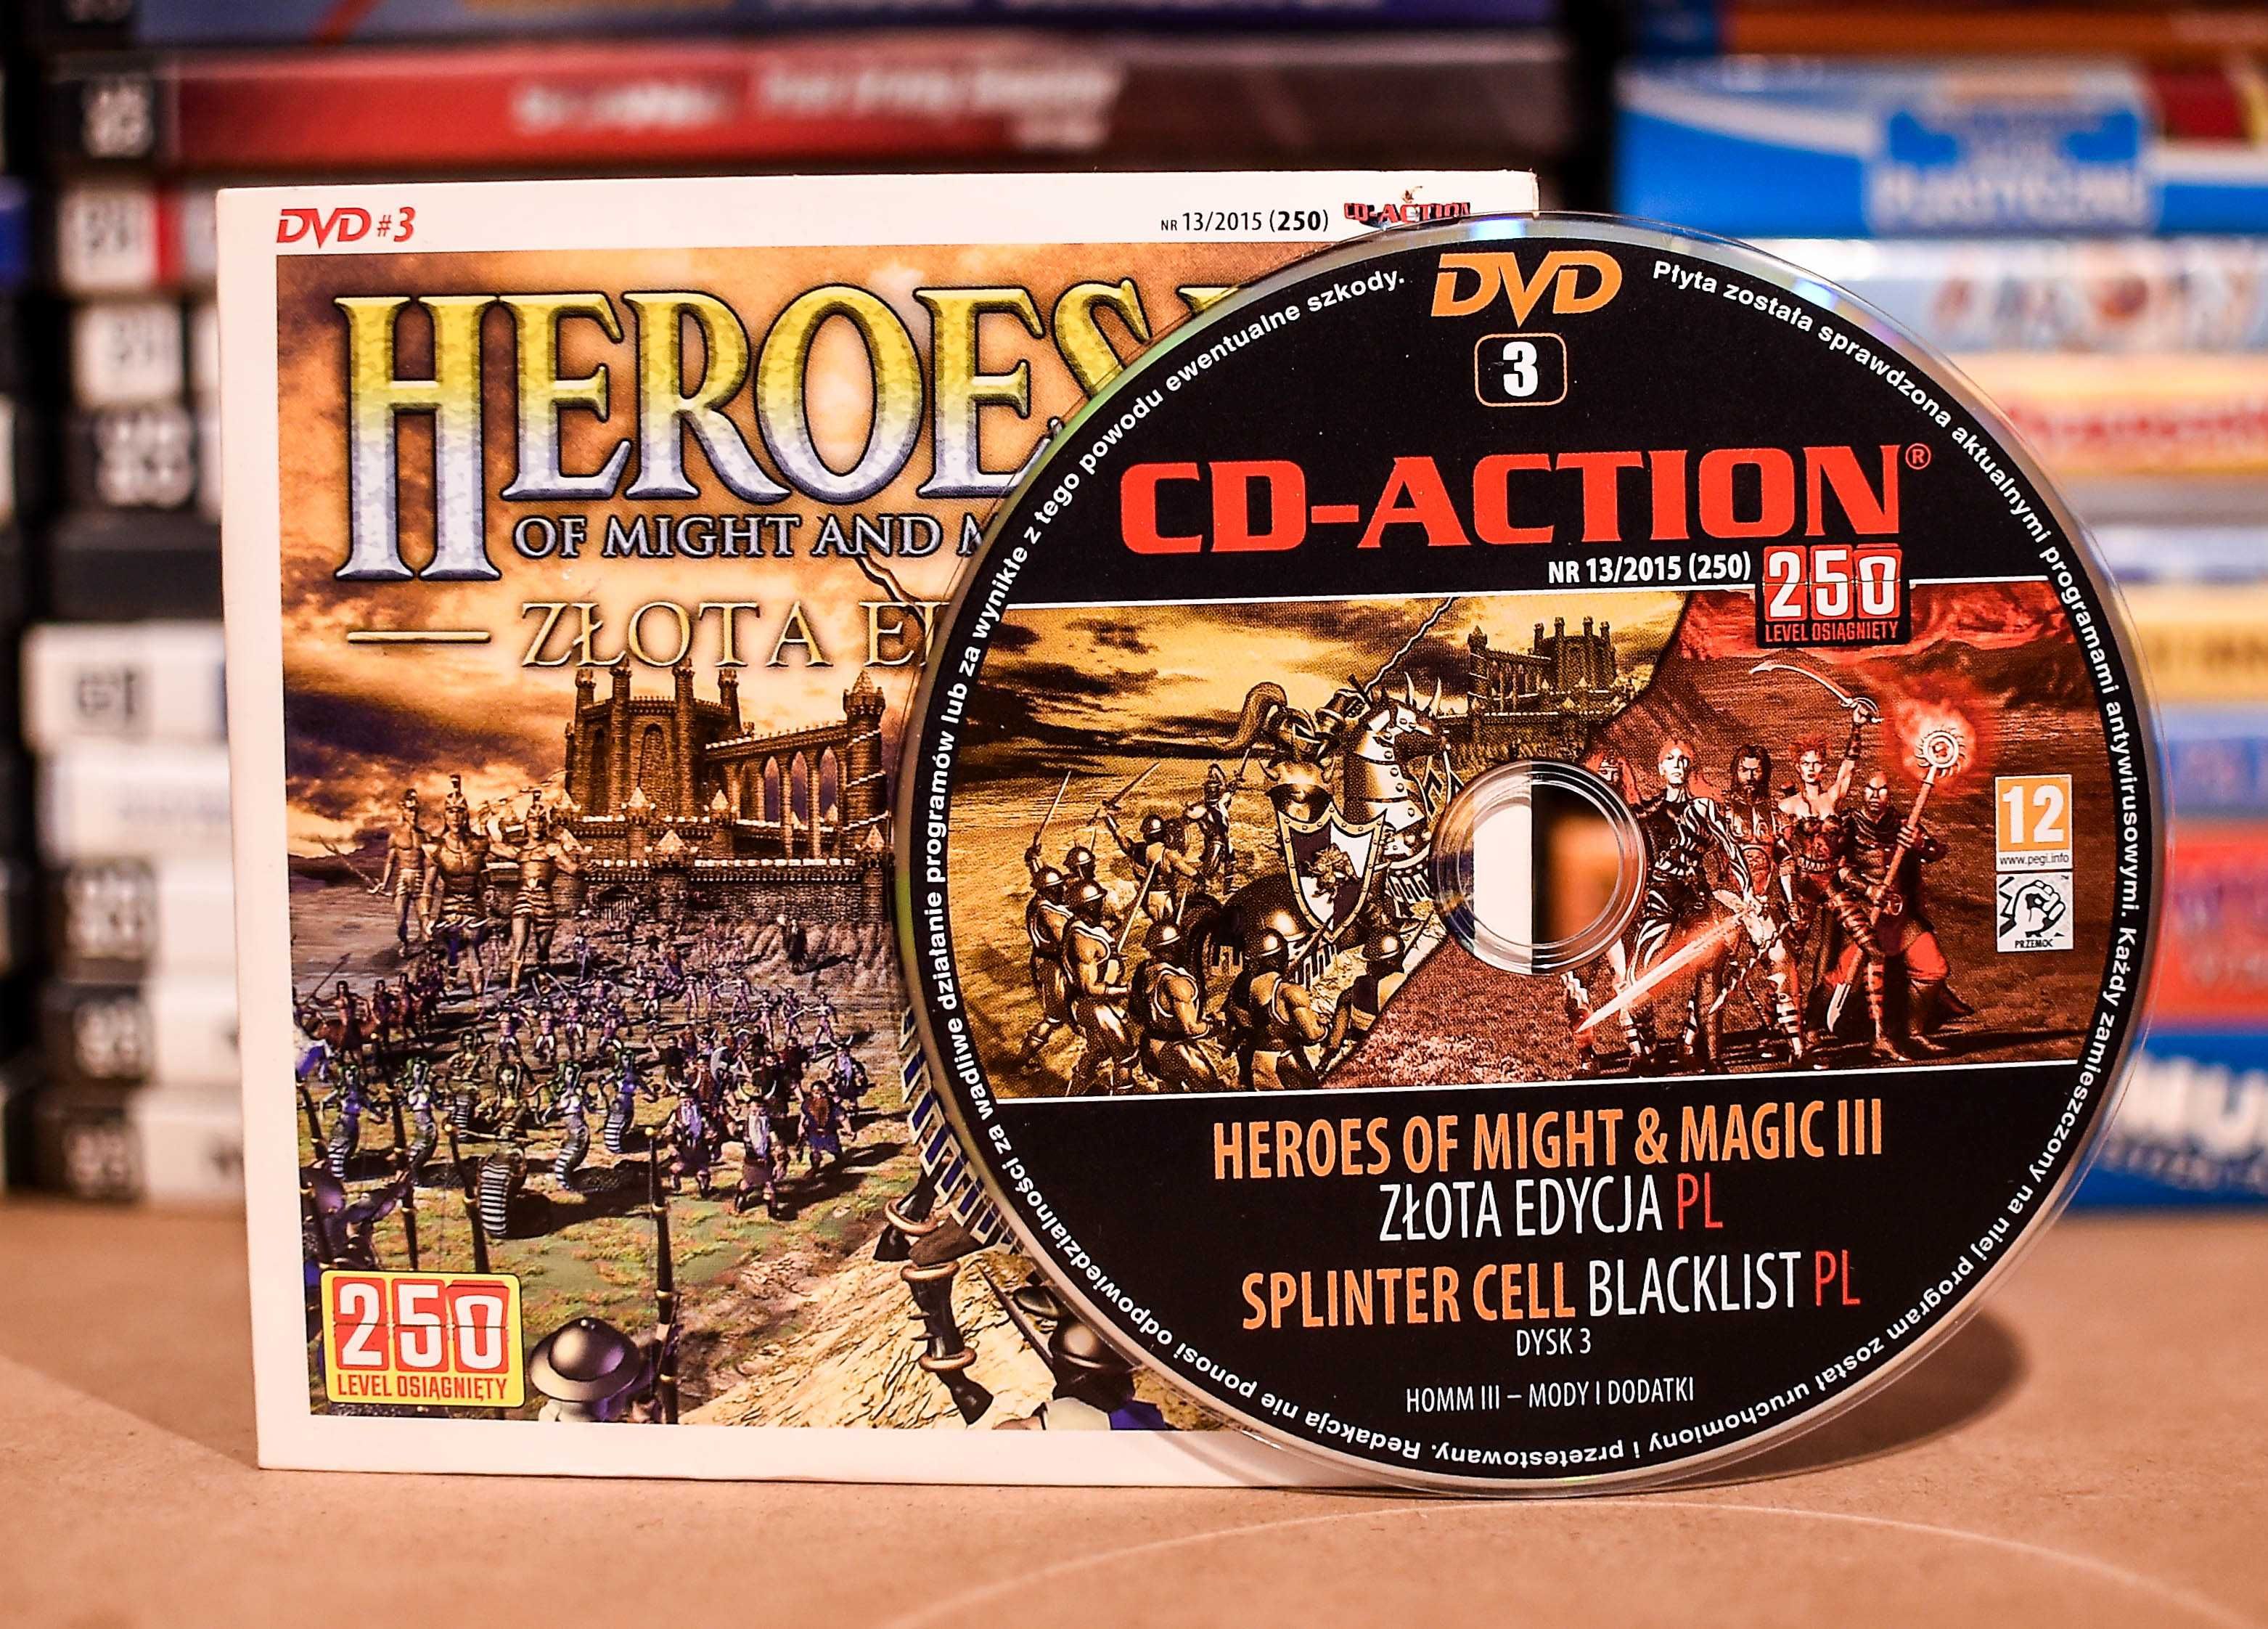 DVD #3
NR 13/2015 (250) CD-ACTION
HEROES
OF MIGHT AND M
ZŁOTA ED
250
LEVEL OSIĄGNIĘTY
DVD
3
CD-ACTION®
NR 13/2015 (250)
250
LEVEL OSIĄGNIĘTY
12
www.pegi.info
PRZEMOC
HEROES OF MIGHT & MAGIC III
ZŁOTA EDYCJA PL
SPLINTER CELL BLACKLIST PL
DYSK 3
HOMM III – MODY I DODATKI
Płyta została sprawdzona aktualnymi programami antywirusowymi. Każdy zamieszczony na niej program został uruchomiony i przetestowany. Redakcja nie ponosi odpowiedzialności za wadliwe działanie programów lub za wynikłe z tego powodu ewentualne szkody.